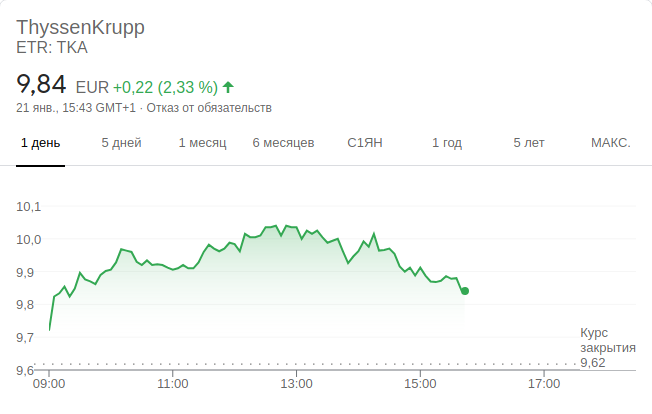 ThyssenKrupp
ETR: TKA
9,84 EUR +0,22 (2,33 %)
21 янв., 15:43 GMT+1 · Отказ от обязательств
1 день 5 дней 1 месяц 6 месяцев С1ЯН 1 год 5 лет МАКС.
10,1
10,0
9,9
9,8
9,7
9,6
Курс
закрытия
9,62
09:00 11:00 13:00 15:00 17:00